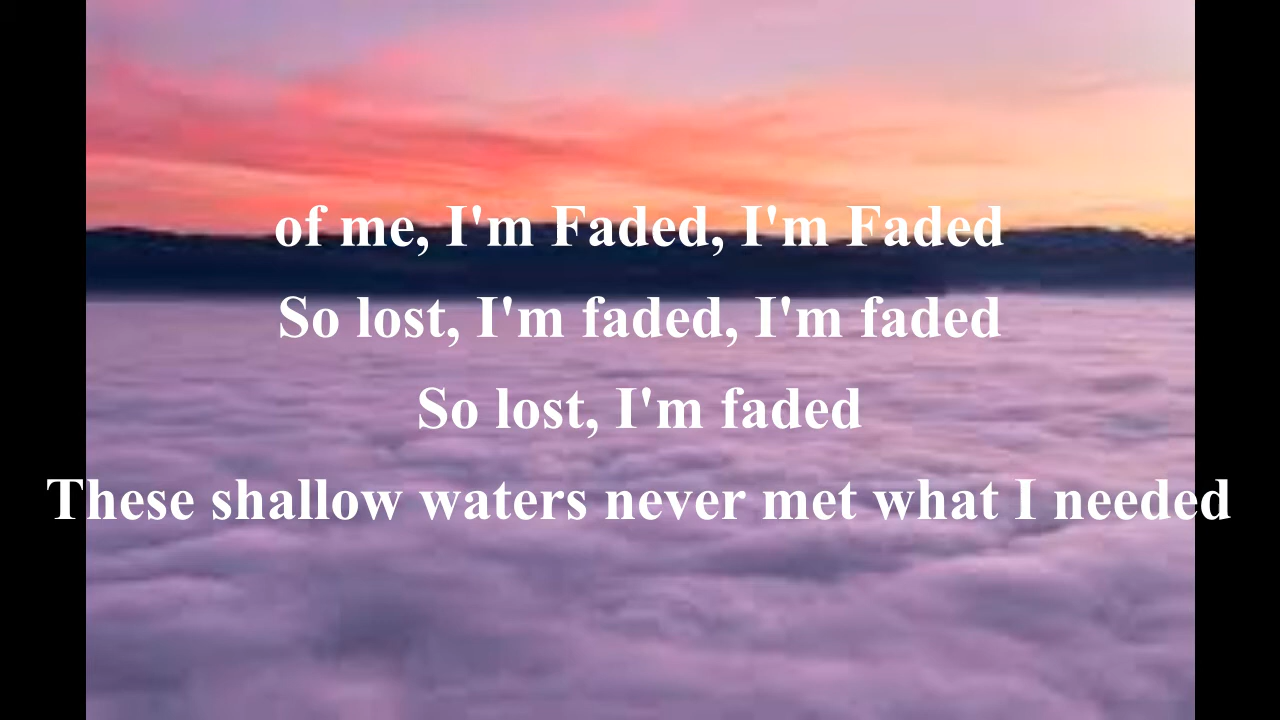 of me, I'm Faded, I'm Faded
So lost, I'm faded, I'm faded
So lost, I'm faded
These shallow waters never met what I needed